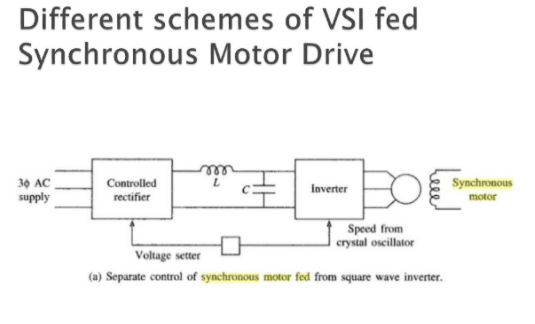 Different schemes of VSI fed
Synchronous Motor Drive
3ϕ AC
supply
Controlled
rectifier
L
C
Inverter
Synchronous
motor
Speed from
crystal oscillator
Voltage setter
(a) Separate control of synchronous motor fed from square wave inverter.